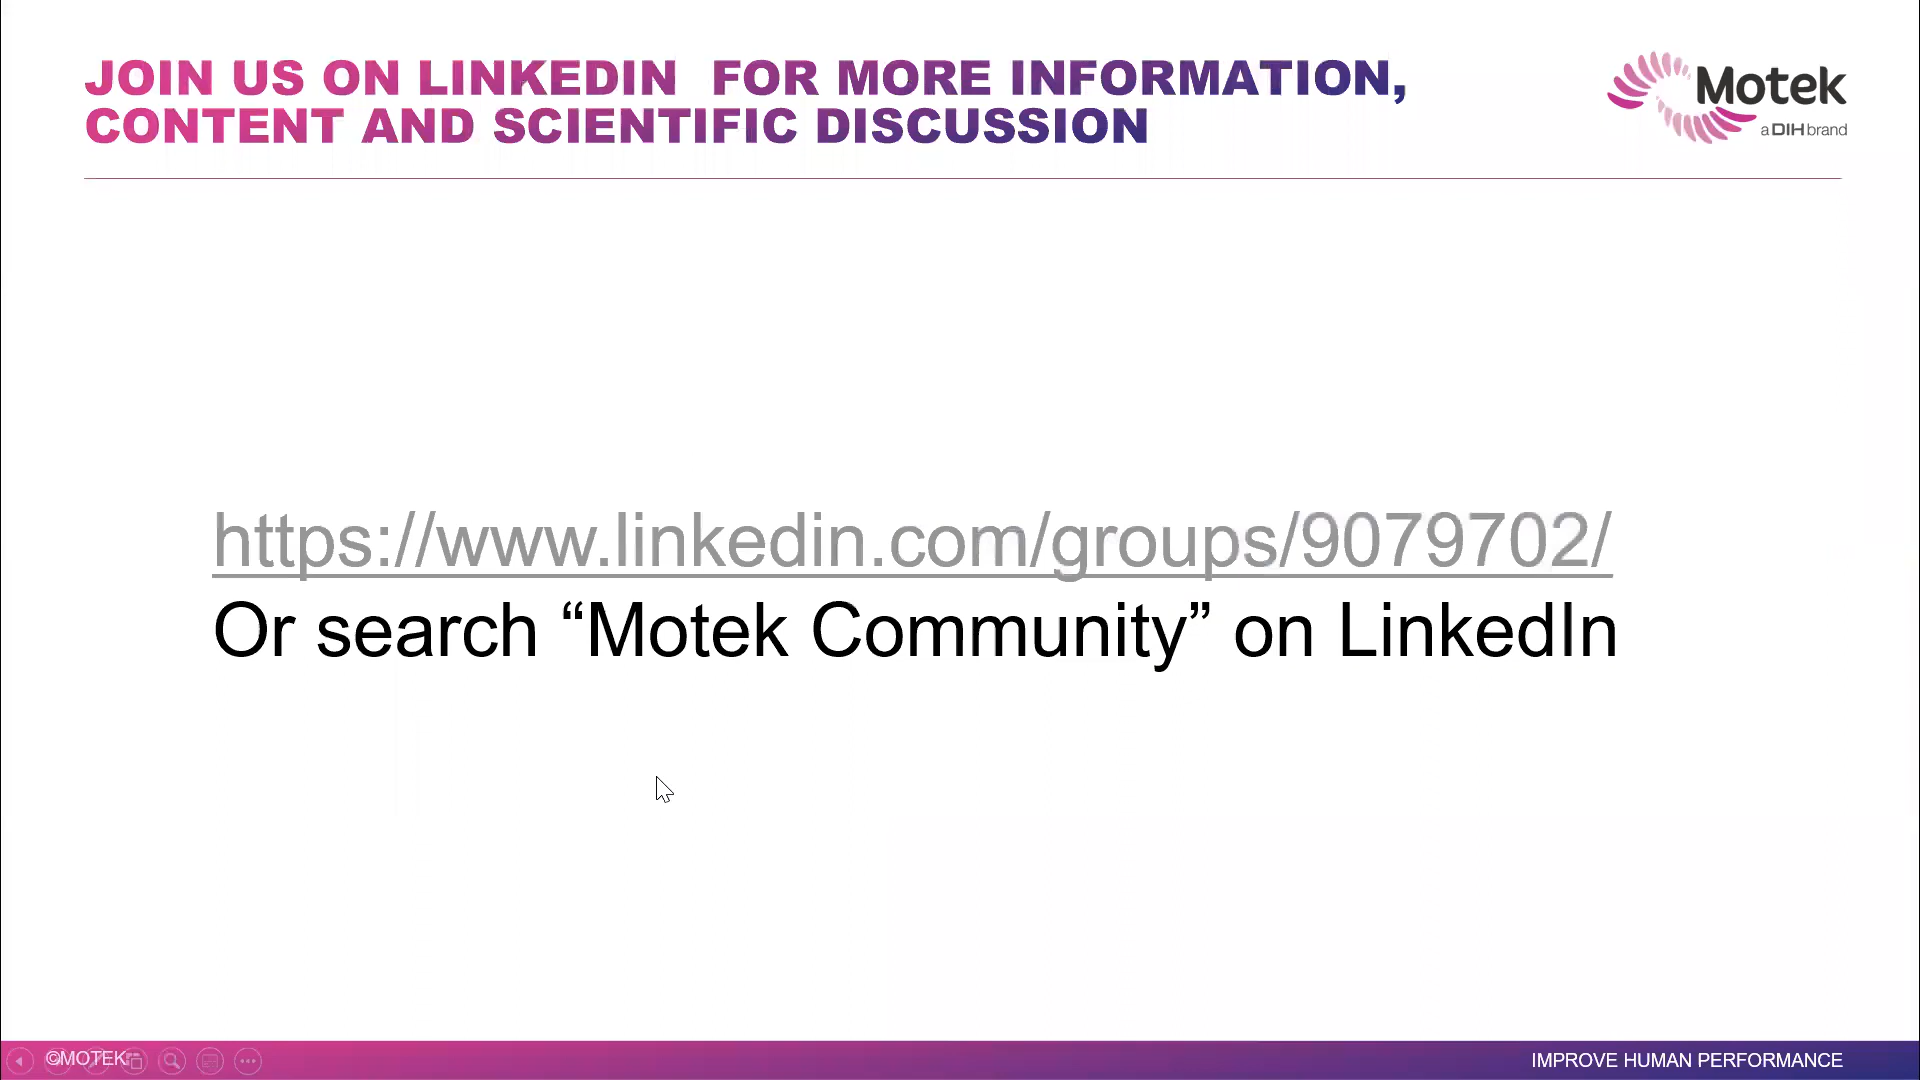 JOIN US ON LINKEDIN  FOR MORE INFORMATION,
CONTENT AND SCIENTIFIC DISCUSSION
Motek
a DIH brand
https://www.linkedin.com/groups/9079702/
Or search “Motek Community” on LinkedIn
©MOTEK
IMPROVE HUMAN PERFORMANCE